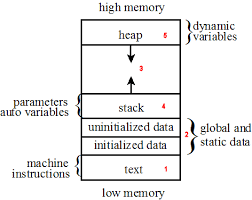 high memory
heap 5
dynamic
variables
3
parameters
auto variables
stack 4
uninitialized data
initialized data
2 global and
static data
machine
instructions
text 1
low memory